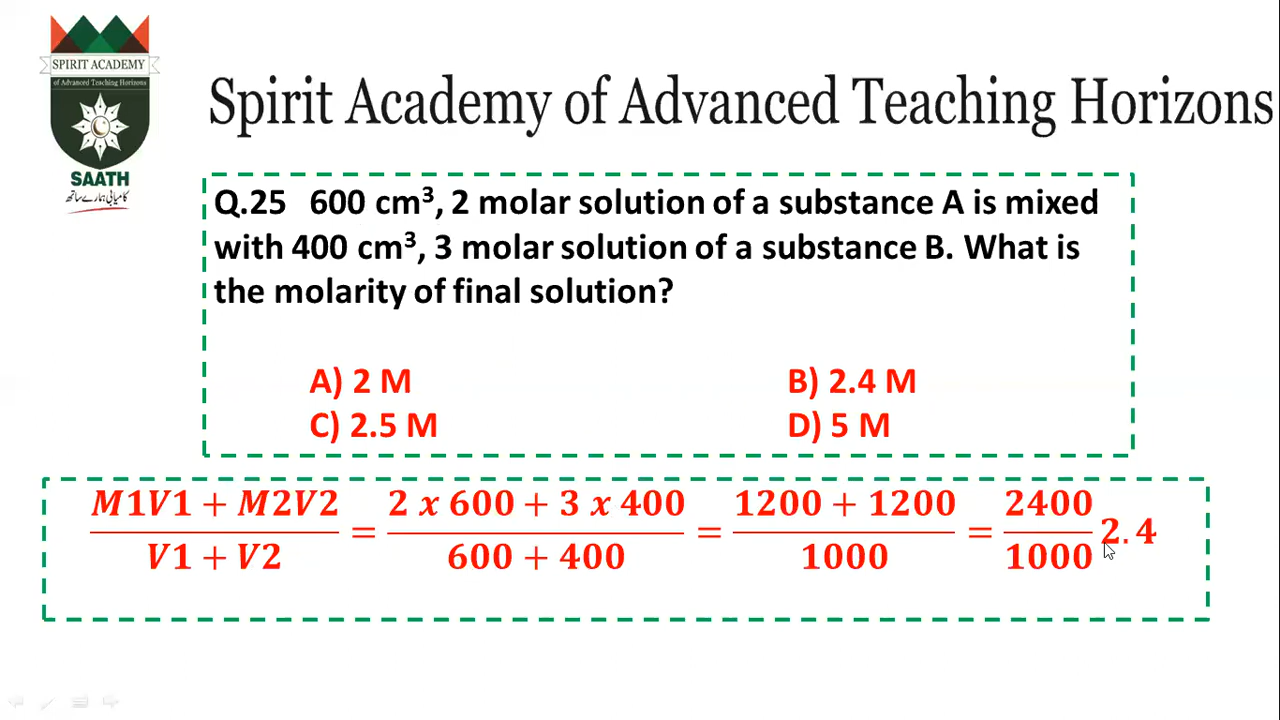 SPIRIT ACADEMY
of Advanced Teaching Horizons
SAATH
کامیابی ہمارے ساتھ
Spirit Academy of Advanced Teaching Horizons
Q.25 600 cm³, 2 molar solution of a substance A is mixed
with 400 cm³, 3 molar solution of a substance B. What is
the molarity of final solution?
A) 2 M B) 2.4 M
C) 2.5 M D) 5 M
(M1V1 + M2V2)/(V1 + V2) = (2 x 600 + 3 x 400)/(600 + 400) = (1200 + 1200)/1000 = 2400/1000 2.4